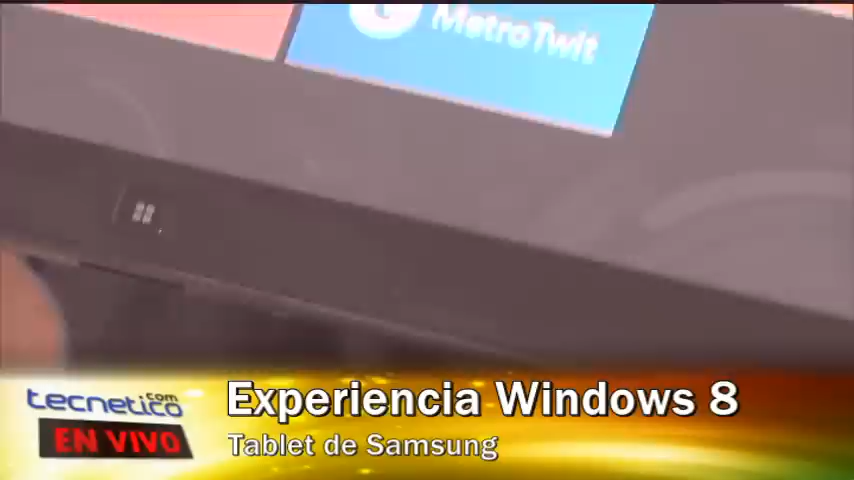 MetroTwit
tecnetico.com
EN VIVO
Experiencia Windows 8
Tablet de Samsung